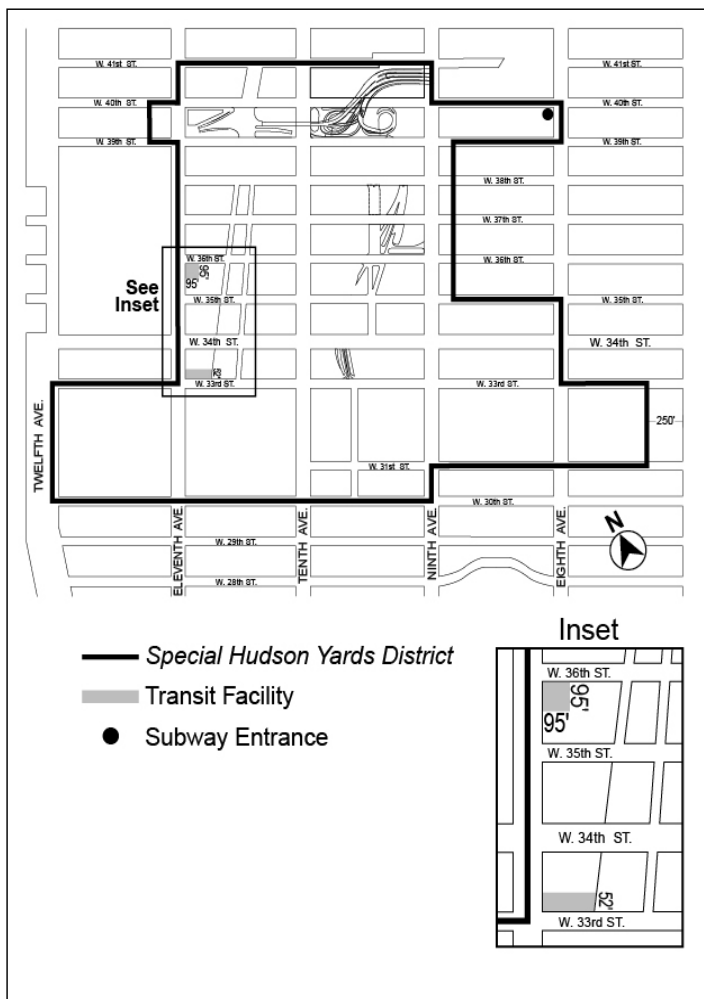 W. 41st ST.
W. 41st ST.
W. 40th ST.
W. 40th ST.
W. 39th ST.
W. 39th ST.
W. 38th ST.
W. 37th ST.
W. 36th ST.
W. 36th ST.
95'
95'
See
Inset
W. 35th ST.
W. 35th ST.
W. 34th ST.
W. 34th ST.
52'
W. 33rd ST.
W. 33rd ST.
250'
W. 31st ST.
W. 30th ST.
W. 29th ST.
W. 28th ST.
TWELFTH AVE.
ELEVENTH AVE.
TENTH AVE.
NINTH AVE.
EIGHTH AVE.
N
Special Hudson Yards District
Transit Facility
Subway Entrance
Inset
W. 36th ST.
95'
95'
W. 35th ST.
W. 34th ST.
52'
W. 33rd ST.